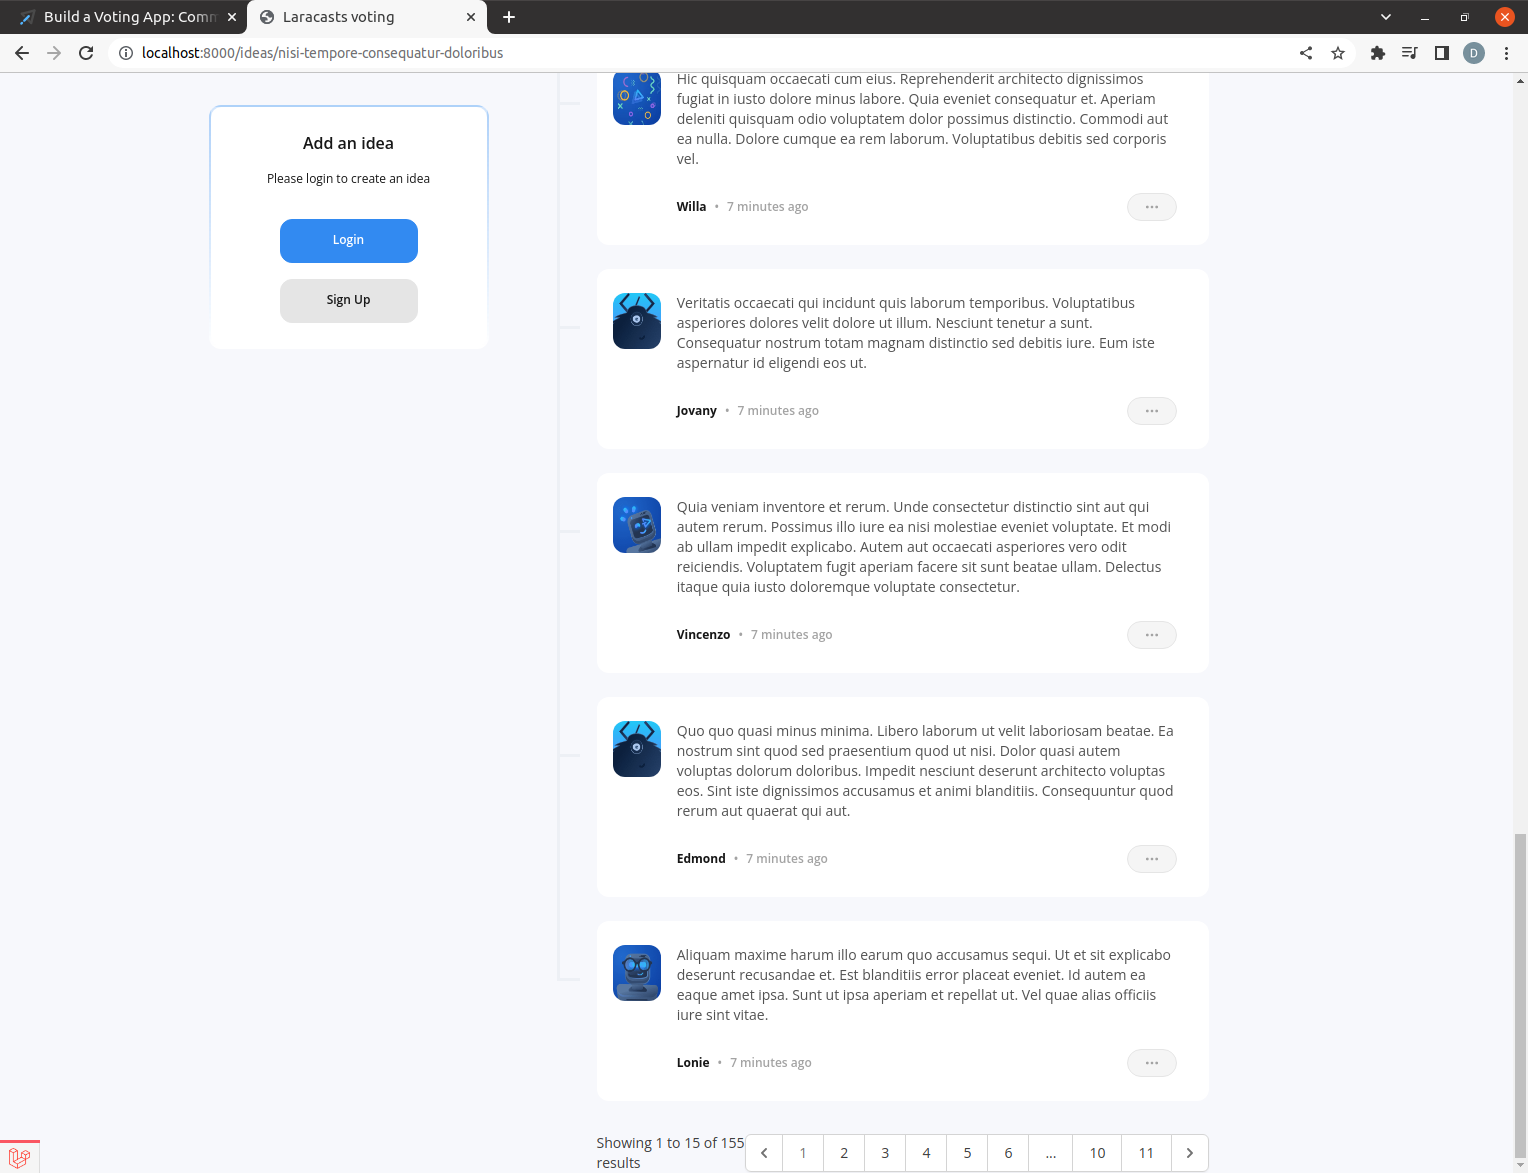 Build a Voting App: Comm
Laracasts voting
localhost:8000/ideas/nisi-tempore-consequatur-doloribus
D
Add an idea
Please login to create an idea
Login
Sign Up
Hic quisquam occaecati cum eius. Reprehenderit architecto dignissimos
fugiat in iusto dolore minus labore. Quia eveniet consequatur et. Aperiam
deleniti quisquam odio voluptatem dolor possimus distinctio. Commodi aut
ea nulla. Dolore cumque ea rem laborum. Voluptatibus debitis sed corporis
vel.
Willa • 7 minutes ago
Veritatis occaecati qui incidunt quis laborum temporibus. Voluptatibus
asperiores dolores velit dolore ut illum. Nesciunt tenetur a sunt.
Consequatur nostrum totam magnam distinctio sed debitis iure. Eum iste
aspernatur id eligendi eos ut.
Jovany • 7 minutes ago
Quia veniam inventore et rerum. Unde consectetur distinctio sint aut qui
autem rerum. Possimus illo iure ea nisi molestiae eveniet voluptate. Et modi
ab ullam impedit explicabo. Autem aut occaecati asperiores vero odit
reiciendis. Voluptatem fugit aperiam facere sit sunt beatae ullam. Delectus
itaque quia iusto doloremque voluptate consectetur.
Vincenzo • 7 minutes ago
Quo quo quasi minus minima. Libero laborum ut velit laboriosam beatae. Ea
nostrum sint quod sed praesentium quod ut nisi. Dolor quasi autem
voluptas dolorum doloribus. Impedit nesciunt deserunt architecto voluptas
eos. Sint iste dignissimos accusamus et animi blanditiis. Consequuntur quod
rerum aut quaerat qui aut.
Edmond • 7 minutes ago
Aliquam maxime harum illo earum quo accusamus sequi. Ut et sit explicabo
deserunt recusandae et. Est blanditiis error placeat eveniet. Id autem ea
eaque amet ipsa. Sunt ut ipsa aperiam et repellat ut. Vel quae alias officiis
iure sint vitae.
Lonie • 7 minutes ago
Showing 1 to 15 of 155
results
1 2 3 4 5 6 ... 10 11